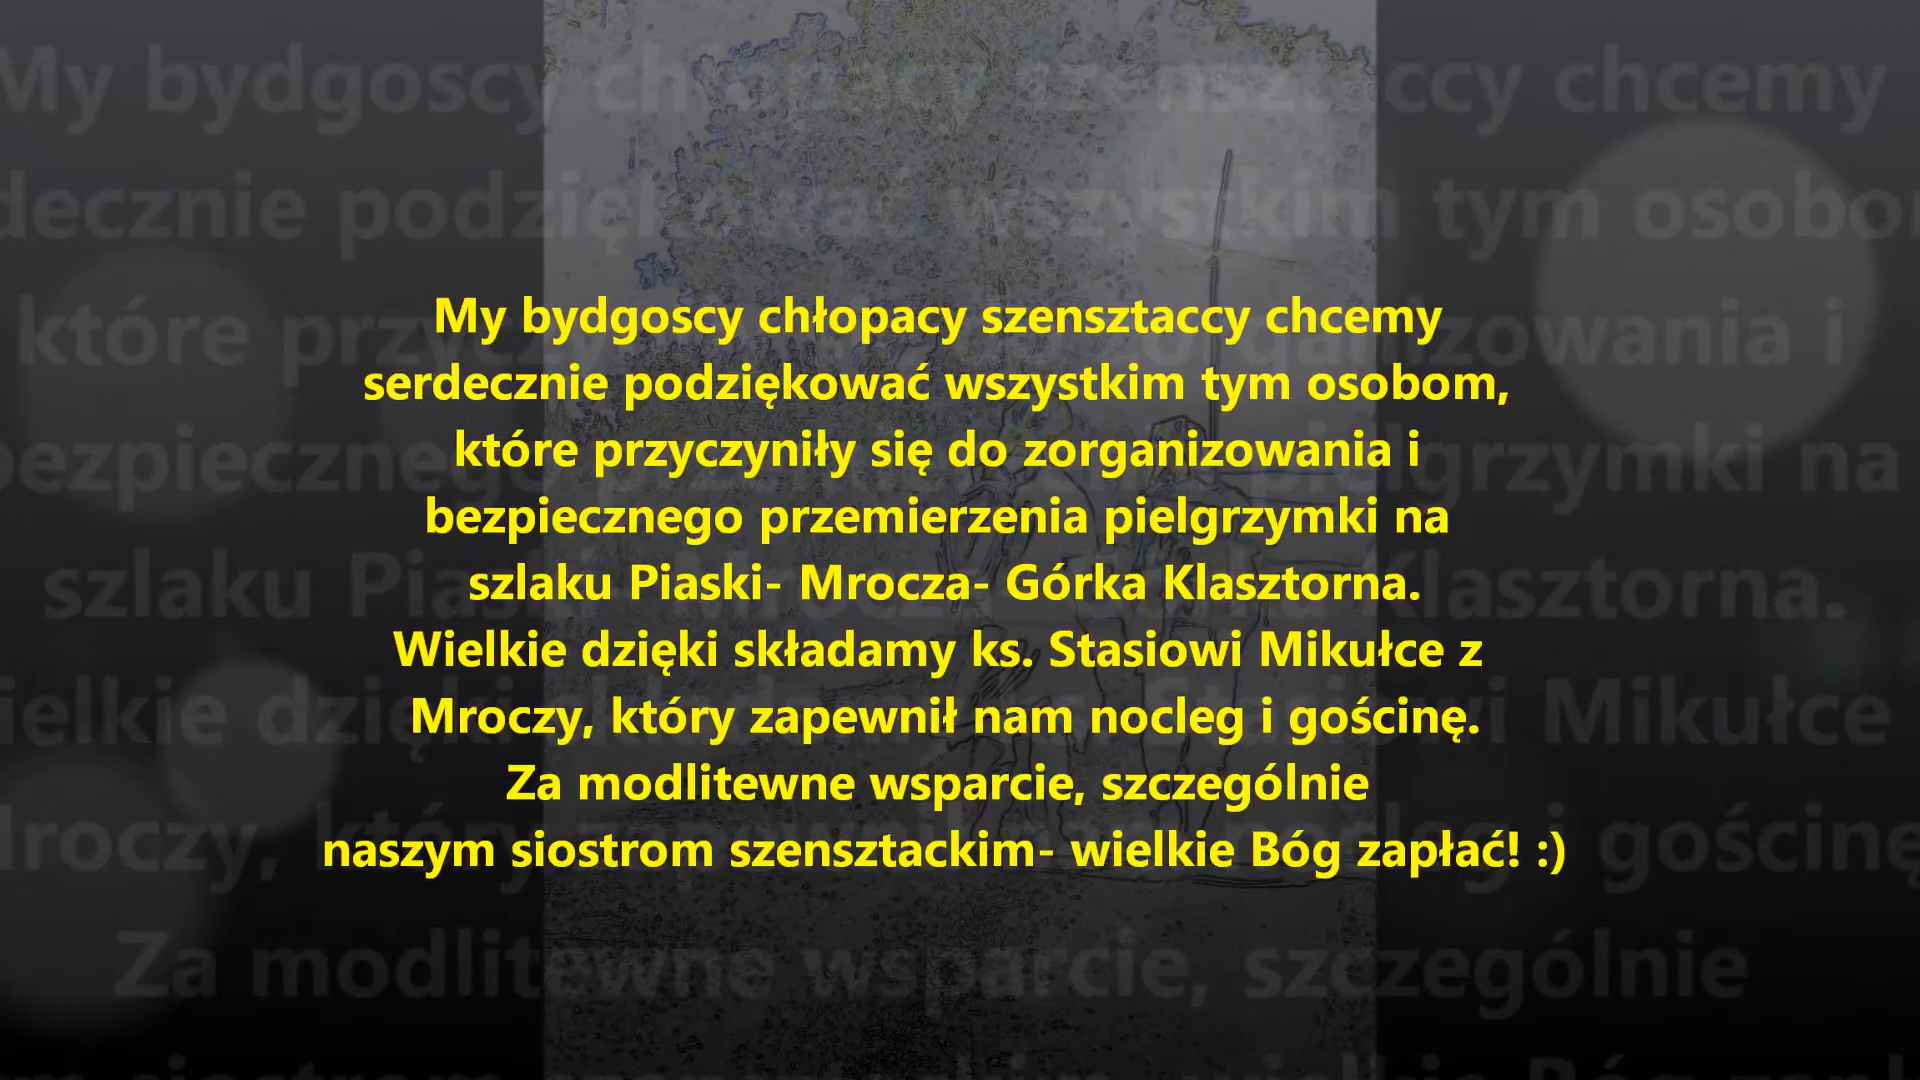 My bydgoscy chłopacy szensztaccy chcemy
serdecznie podziękować wszystkim tym osobom,
które przyczyniły się do zorganizowania i
bezpiecznego przemierzenia pielgrzymki na
szlaku Piaski- Mrocza- Górka Klasztorna.
Wielkie dzięki składamy ks. Stasiowi Mikułce z
Mroczy, który zapewnił nam nocleg i gościnę.
Za modlitewne wsparcie, szczególnie
naszym siostrom szensztackim- wielkie Bóg zapłać! :)